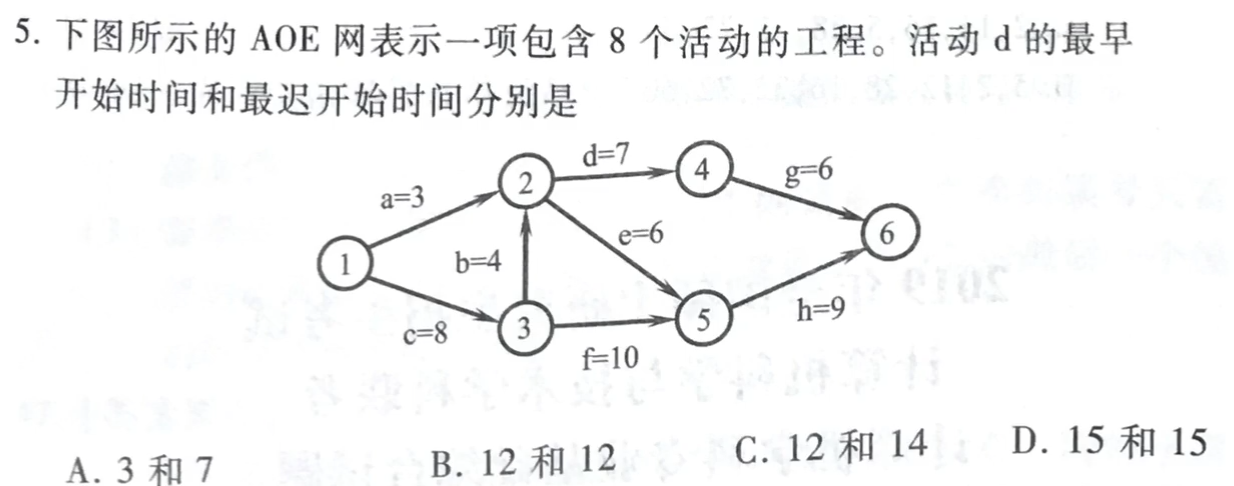 5. 下图所示的 AOE 网表示一项包含 8 个活动的工程。活动 d 的最早
开始时间和最迟开始时间分别是
d=7
4
g=6
2
a=3
e=6
6
b=4
1
h=9
5
3
c=8
f=10
A. 3 和 7
B. 12 和 12
C. 12 和 14
D. 15 和 15